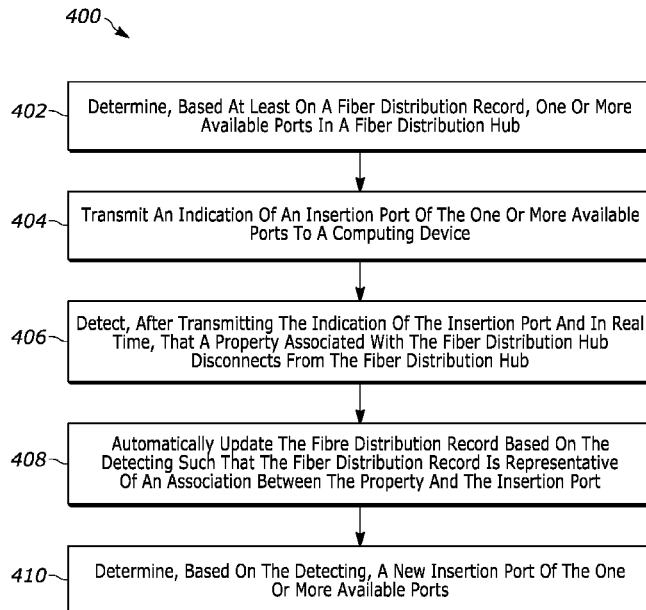 400
402
Determine, Based At Least On A Fiber Distribution Record, One Or More
Available Ports In A Fiber Distribution Hub
404
Transmit An Indication Of An Insertion Port Of The One Or More Available
Ports To A Computing Device
406
Detect, After Transmitting The Indication Of The Insertion Port And In Real
Time, That A Property Associated With The Fiber Distribution Hub
Disconnects From The Fiber Distribution Hub
408
Automatically Update The Fibre Distribution Record Based On The
Detecting Such That The Fiber Distribution Record Is Representative
Of An Association Between The Property And The Insertion Port
410
Determine, Based On The Detecting, A New Insertion Port Of The One
Or More Available Ports